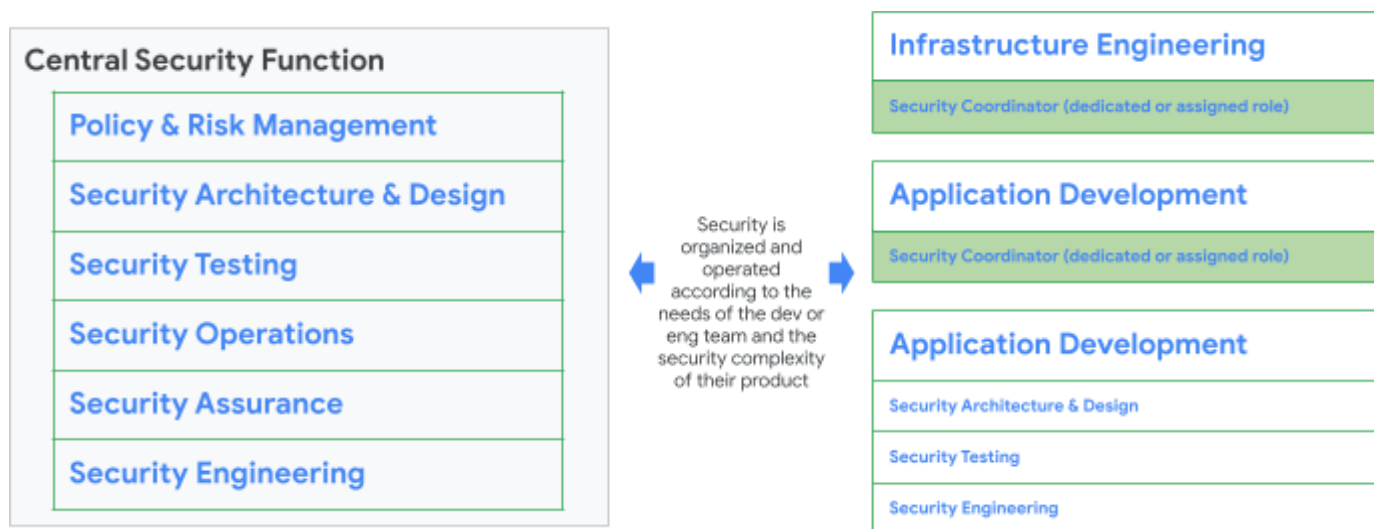 Central Security Function
Policy & Risk Management
Security Architecture & Design
Security Testing
Security Operations
Security Assurance
Security Engineering
Security is
organized and
operated
according to the
needs of the dev or
eng team and the
security complexity
of their product
Infrastructure Engineering
Security Coordinator (dedicated or assigned role)
Application Development
Security Coordinator (dedicated or assigned role)
Application Development
Security Architecture & Design
Security Testing
Security Engineering